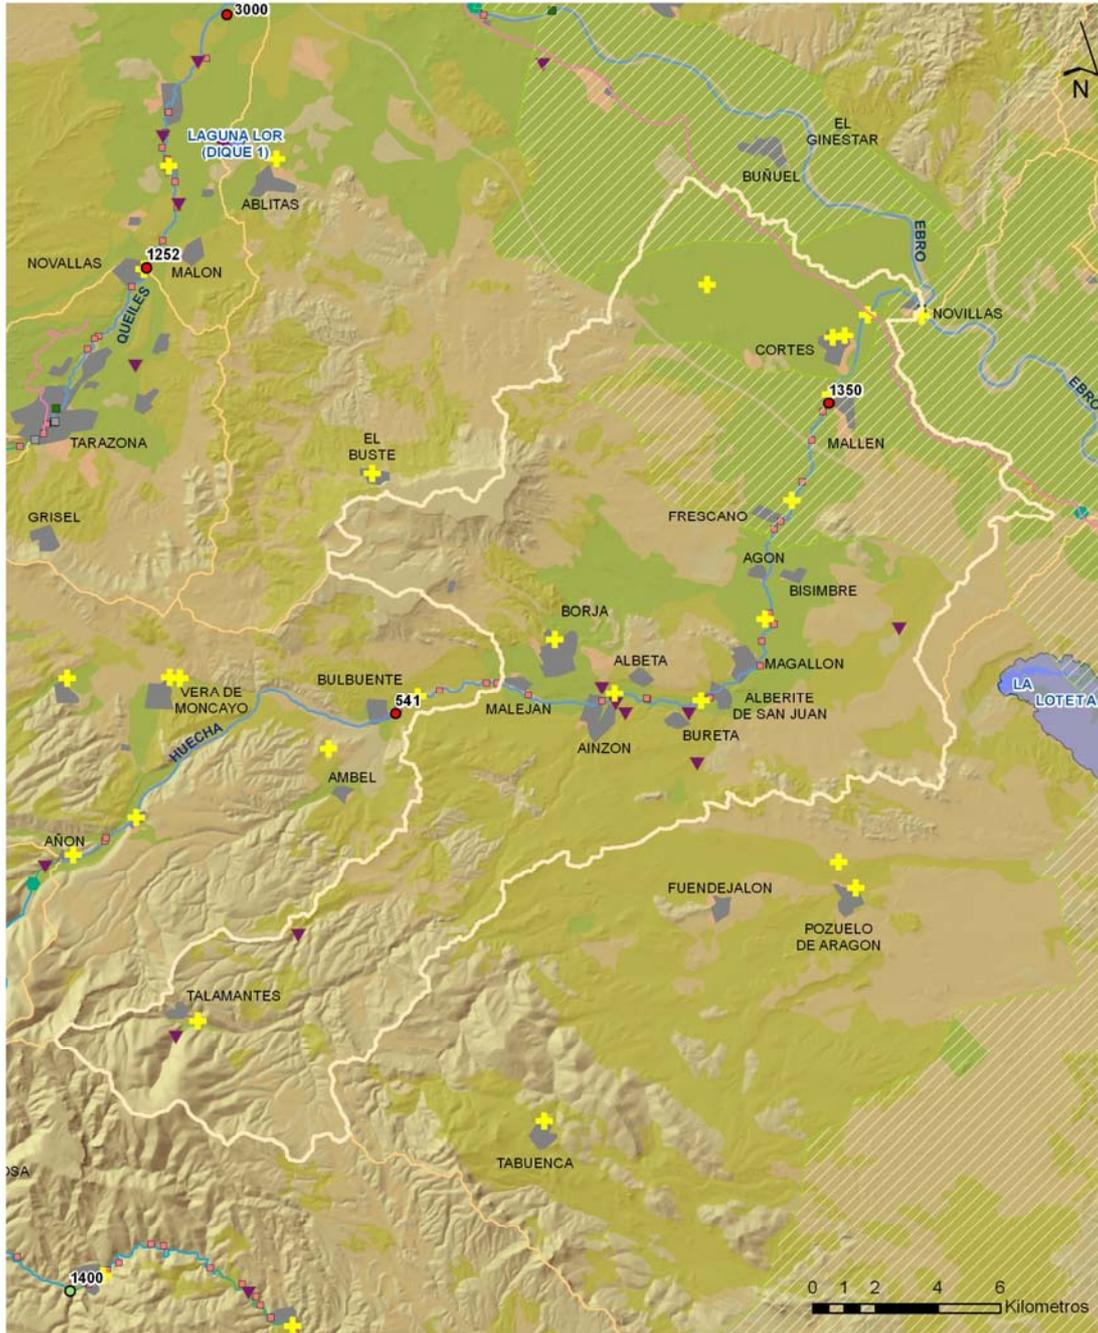 3000
N
LAGUNA LOR
(DIQUE 1)
EL
GINESTAR
BUÑUEL
ABLITAS
EBRO
1252
NOVALLAS
MALON
QUEILES
NOVILLAS
CORTES
EBRO
1350
MALLEN
TARAZONA
EL
BUSTE
GRISEL
FRESCANO
AGON
BISIMBRE
BORJA
ALBETA
MAGALLON
BULBUENTE
VERA DE
MONCAYO
541
MALEJAN
ALBERITE
DE SAN JUAN
LA
LOTETA
HUECHA
AINZON
BURETA
AMBEL
AÑON
FUENDEJALON
POZUELO
DE ARAGON
TALAMANTES
TABUENCA
OSA
1400
0 1 2 4 6
Kilometros